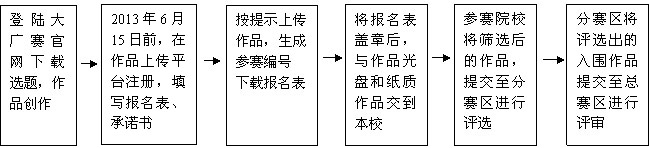 登陆大
广赛官
网下载
选题，作
品创作
2013年6月
15日前，在
作品上传平
台注册，填
写报名表、
承诺书
按提示上传
作品，生成
参赛编号
下载报名表
将报名表
盖章后，
与作品光
盘和纸质
作品交到
本校
参赛院校
将筛选后
的作品，
提交至分
赛区进行
评选
分赛区将
评选出的
入围作品
提交至总
赛区进行
评审